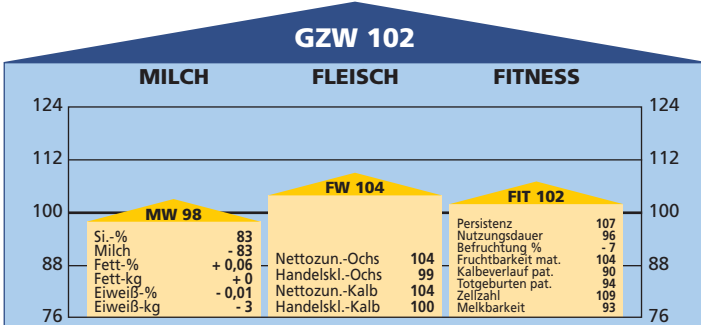 GZW 102
MILCH FLEISCH FITNESS
124 124
112 112
100 100
88 88
76 76
MW 98
Si.-% 83
Milch - 83
Fett-% + 0,06
Fett-kg + 0
Eiweiß-% - 0,01
Eiweiß-kg - 3
FW 104
Nettozun.-Ochs 104
Handelskl.-Ochs 99
Nettozun.-Kalb 104
Handelskl.-Kalb 100
FIT 102
Persistenz 107
Nutzungsdauer 96
Befruchtung % - 7
Fruchtbarkeit mat. 104
Kalbeverlauf pat. 90
Totgeburten pat. 94
Zellzahl 109
Melkbarkeit 93